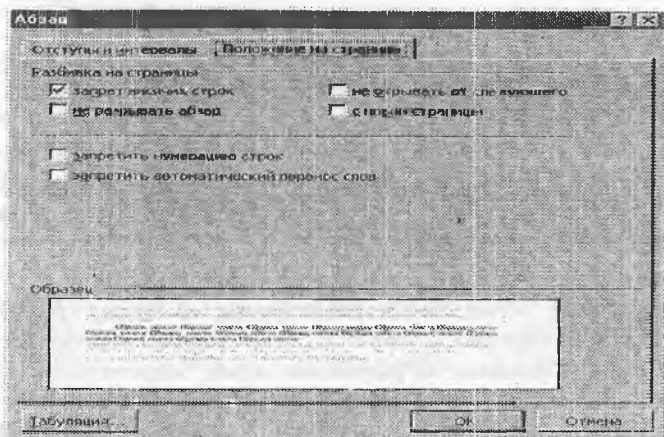 Абзац
Отступы и интервалы Положение на странице
Разбивка на страницы
запрет висячих строк не отрывать от следующего
не разрывать абзац с новой страницы
запретить нумерацию строк
запретить автоматический перенос слов
Образец
Табуляция... ОК Отмена